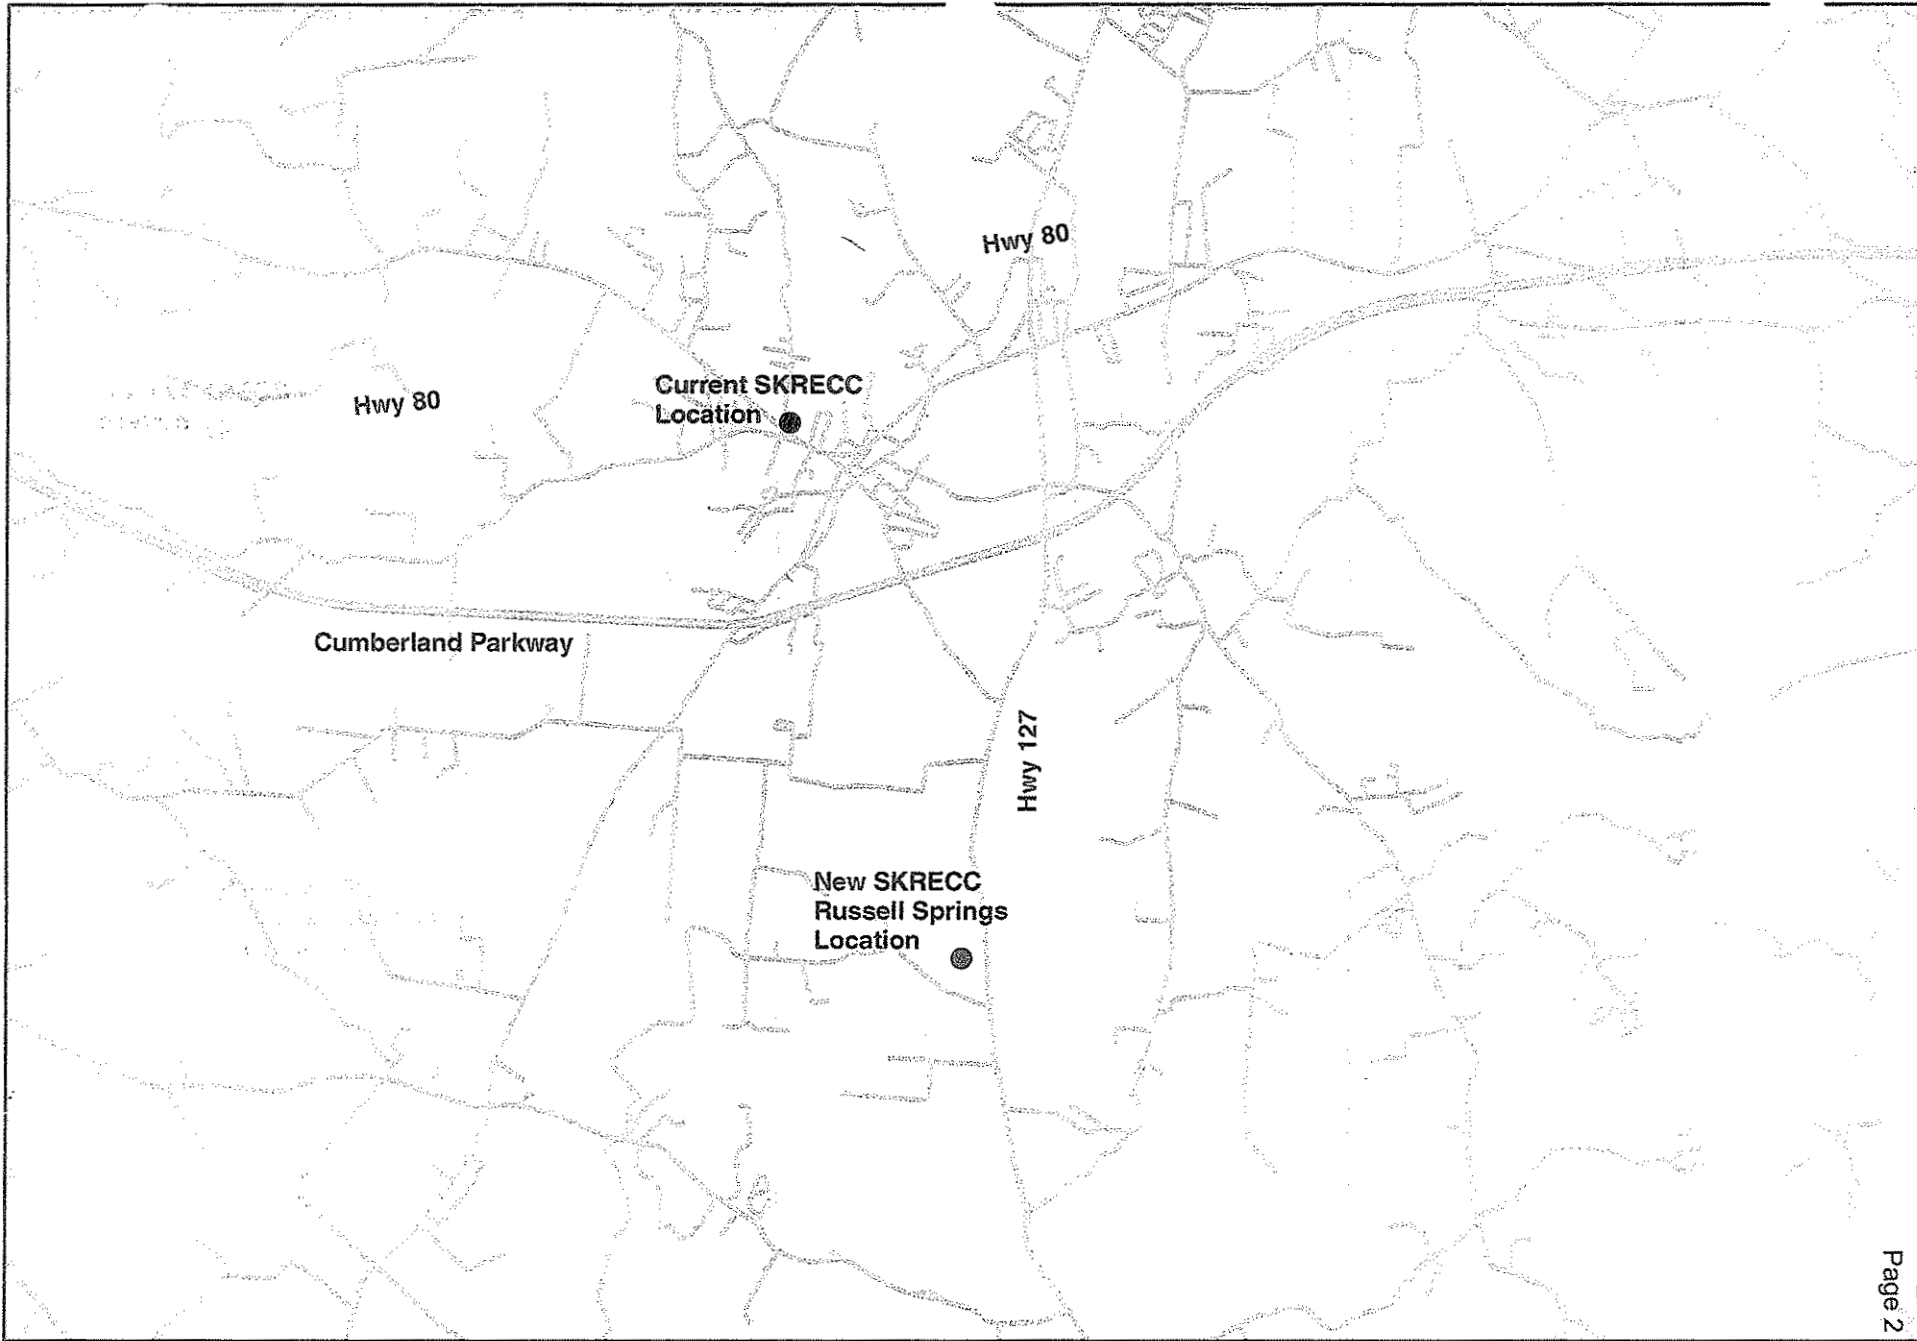 Hwy 80
Current SKRECC
Location
Hwy 80
Cumberland Parkway
Hwy 127
New SKRECC
Russell Springs
Location
Page 2